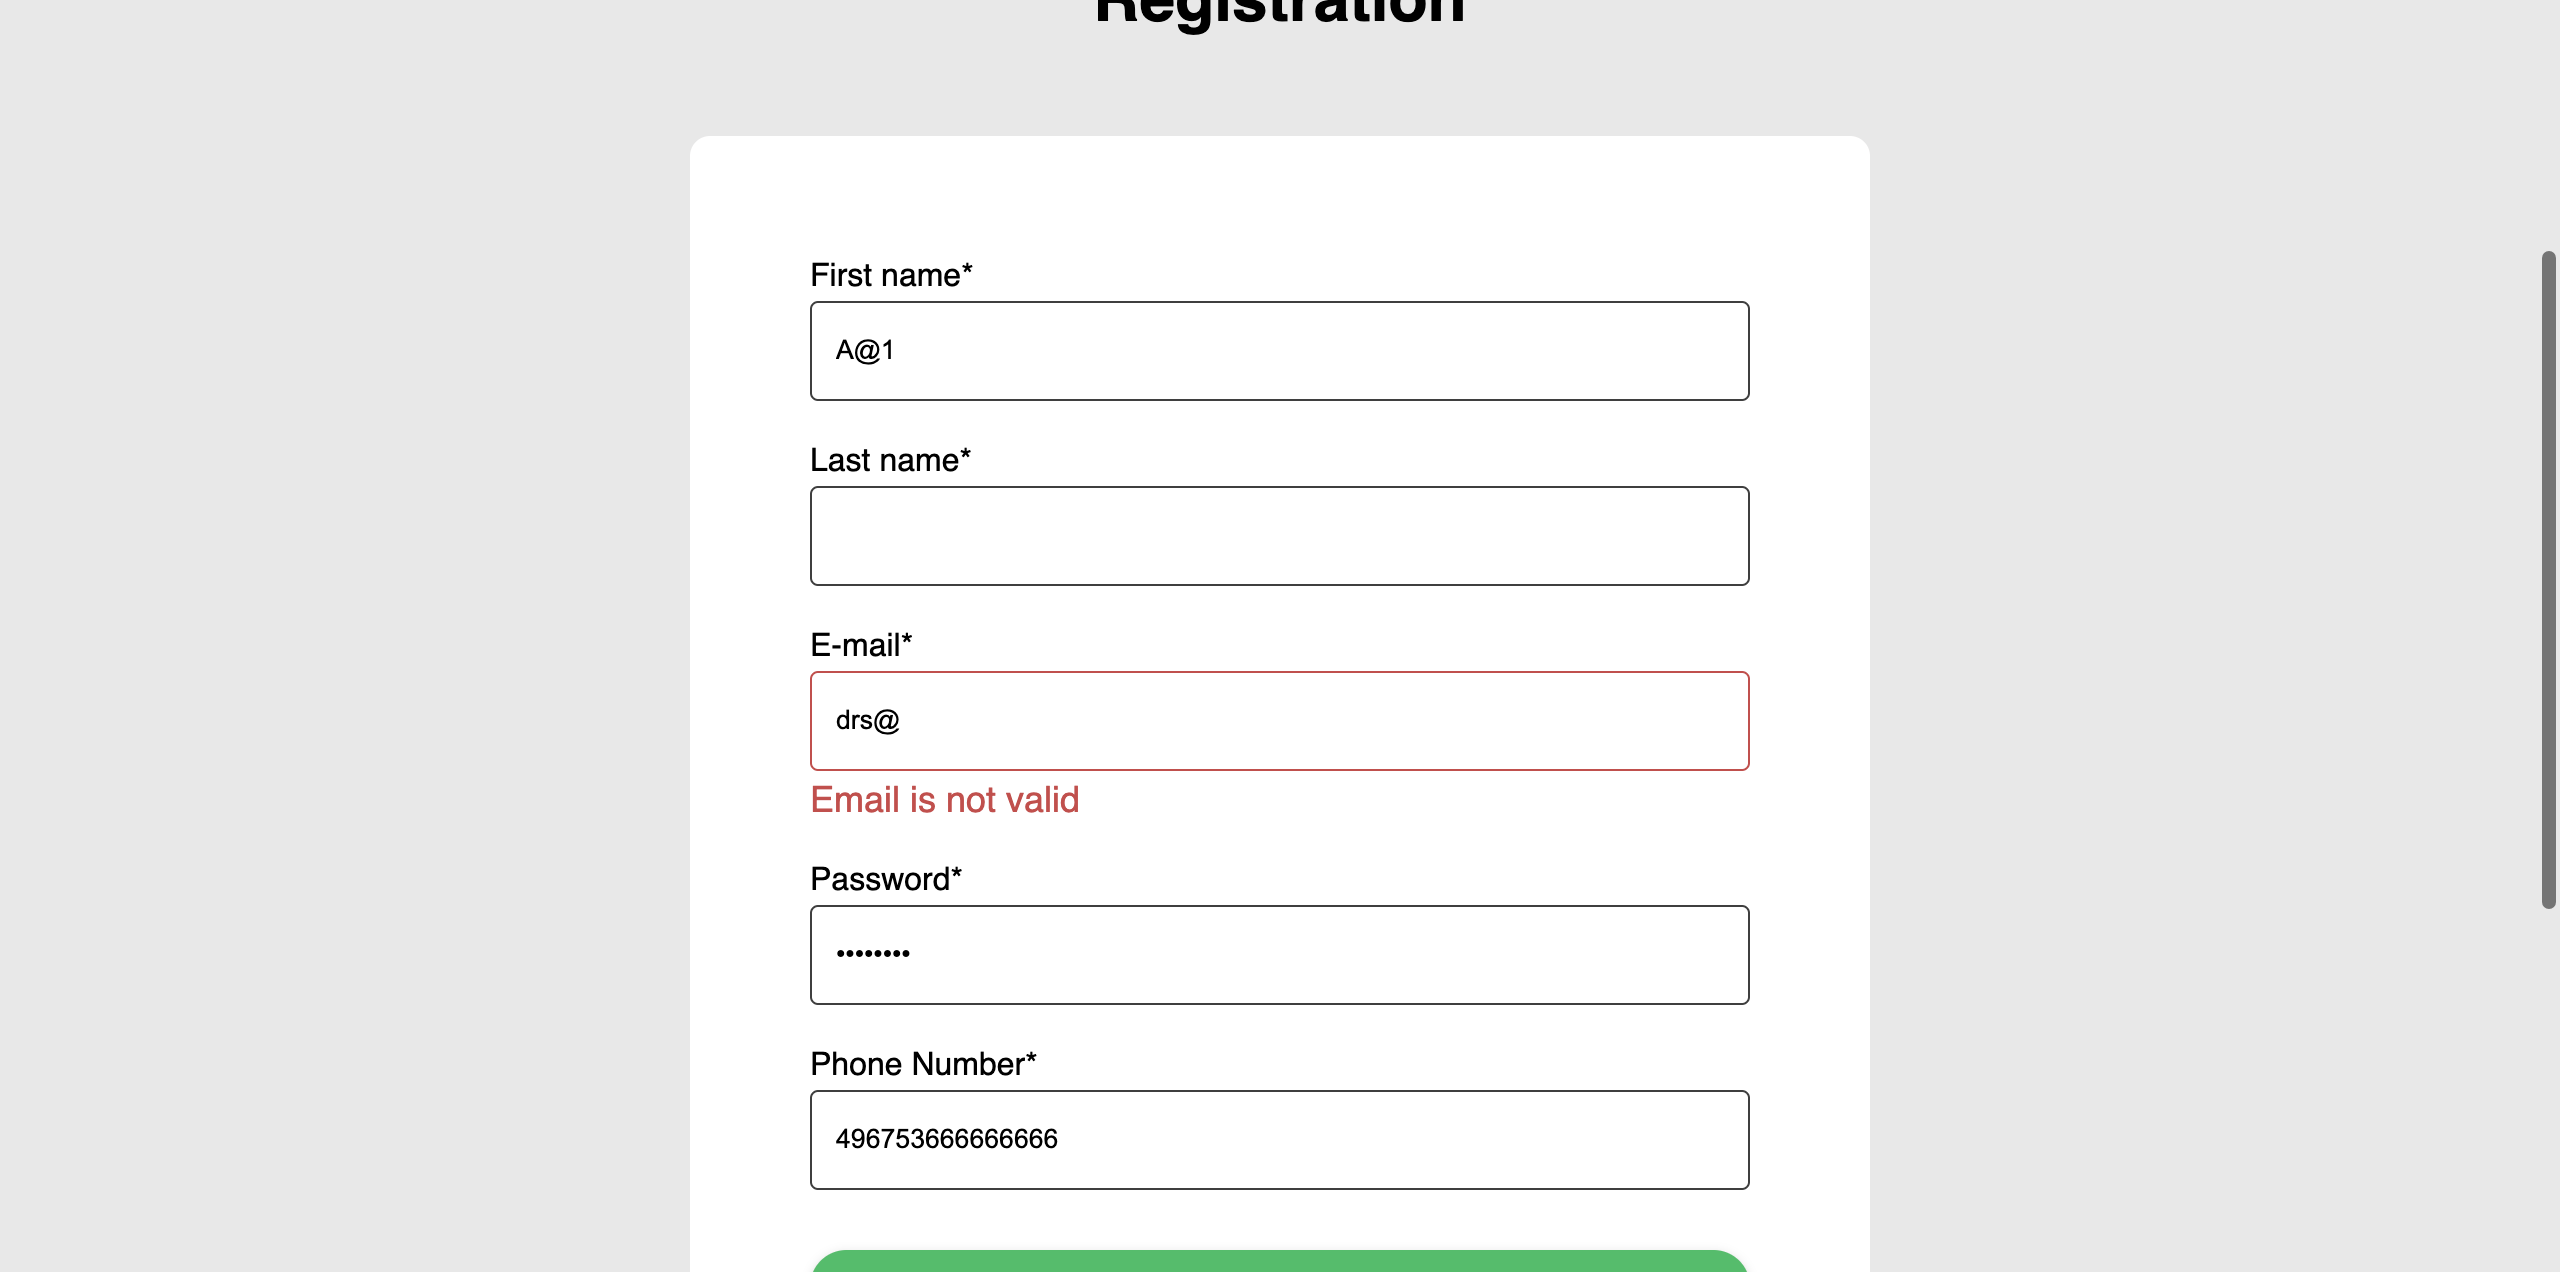 Registration
First name*
A@1
Last name*
E-mail*
drs@
Email is not valid
Password*
••••••••
Phone Number*
496753666666666